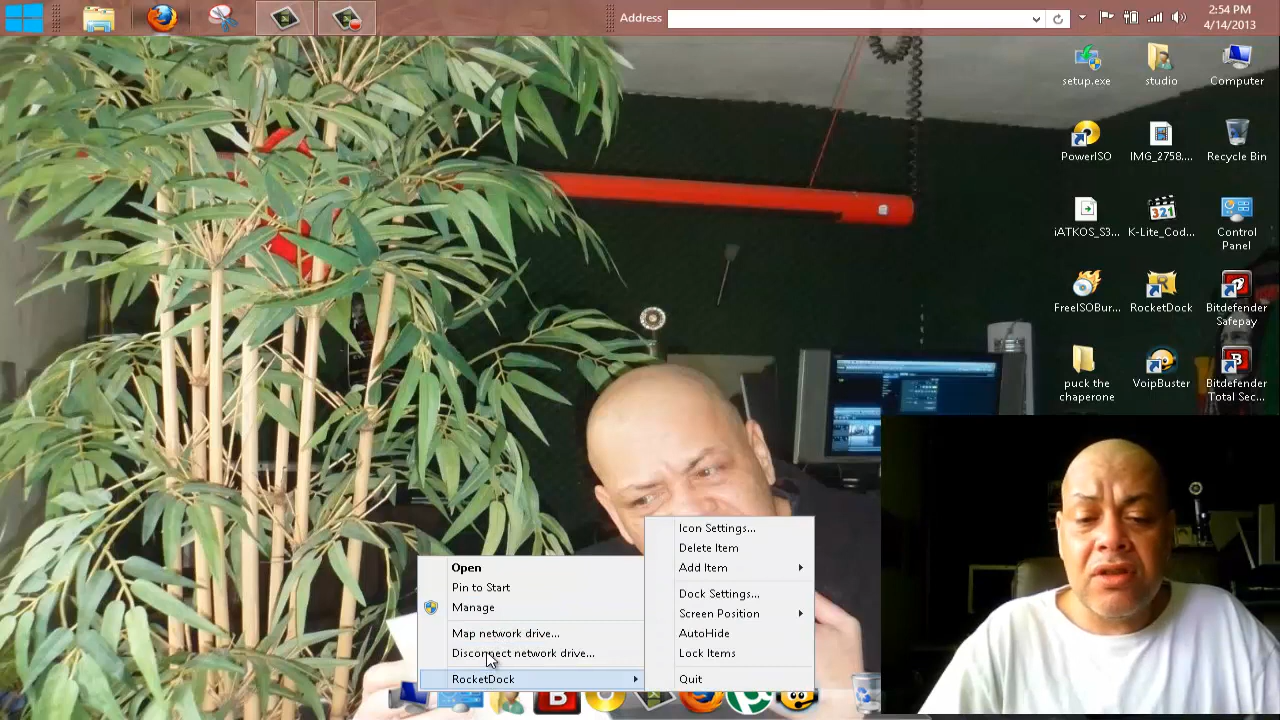 Address
2:54 PM
4/14/2013
setup.exe
studio
Computer
PowerISO
IMG_2758....
Recycle Bin
iATKOS_S3...
K-Lite_Cod...
Control
Panel
321
FreeISOBur...
RocketDock
Bitdefender
Safepay
puck the
chaperone
VoipBuster
Bitdefender
Total Sec...
Open
Pin to Start
Manage
Map network drive...
Disconnect network drive...
RocketDock
Icon Settings...
Delete Item
Add Item
Dock Settings...
Screen Position
AutoHide
Lock Items
Quit
B